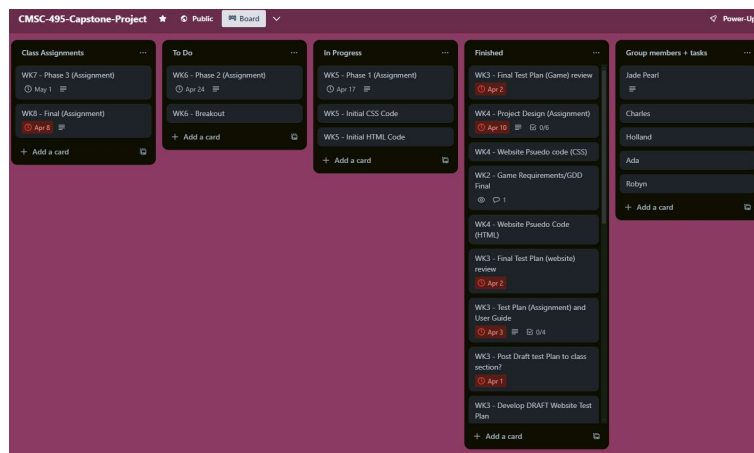 CMSC-495-Capstone-Project
Public
Board
Power-Up
Class Assignments
WK7 - Phase 3 (Assignment)
May 1
WK8 - Final (Assignment)
Apr 8
+ Add a card
To Do
WK6 - Phase 2 (Assignment)
Apr 24
WK6 - Breakout
+ Add a card
In Progress
WK5 - Phase 1 (Assignment)
Apr 17
WK5 - Initial CSS Code
WK5 - Initial HTML Code
+ Add a card
Finished
WK3 - Final Test Plan (Game) review
Apr 2
WK4 - Project Design (Assignment)
Apr 10 0/6
WK4 - Website Psuedo code (CSS)
WK2 - Game Requirements/GDD
Final
1
WK4 - Website Psuedo Code
(HTML)
WK3 - Final Test Plan (website)
review
Apr 2
WK3 - Test Plan (Assignment) and
User Guide
Apr 3 0/4
WK3 - Post Draft test Plan to class
section?
Apr 1
WK3 - Develop DRAFT Website Test
Plan
+ Add a card
Group members + tasks
Jade Pearl
Charles
Holland
Ada
Robyn
+ Add a card